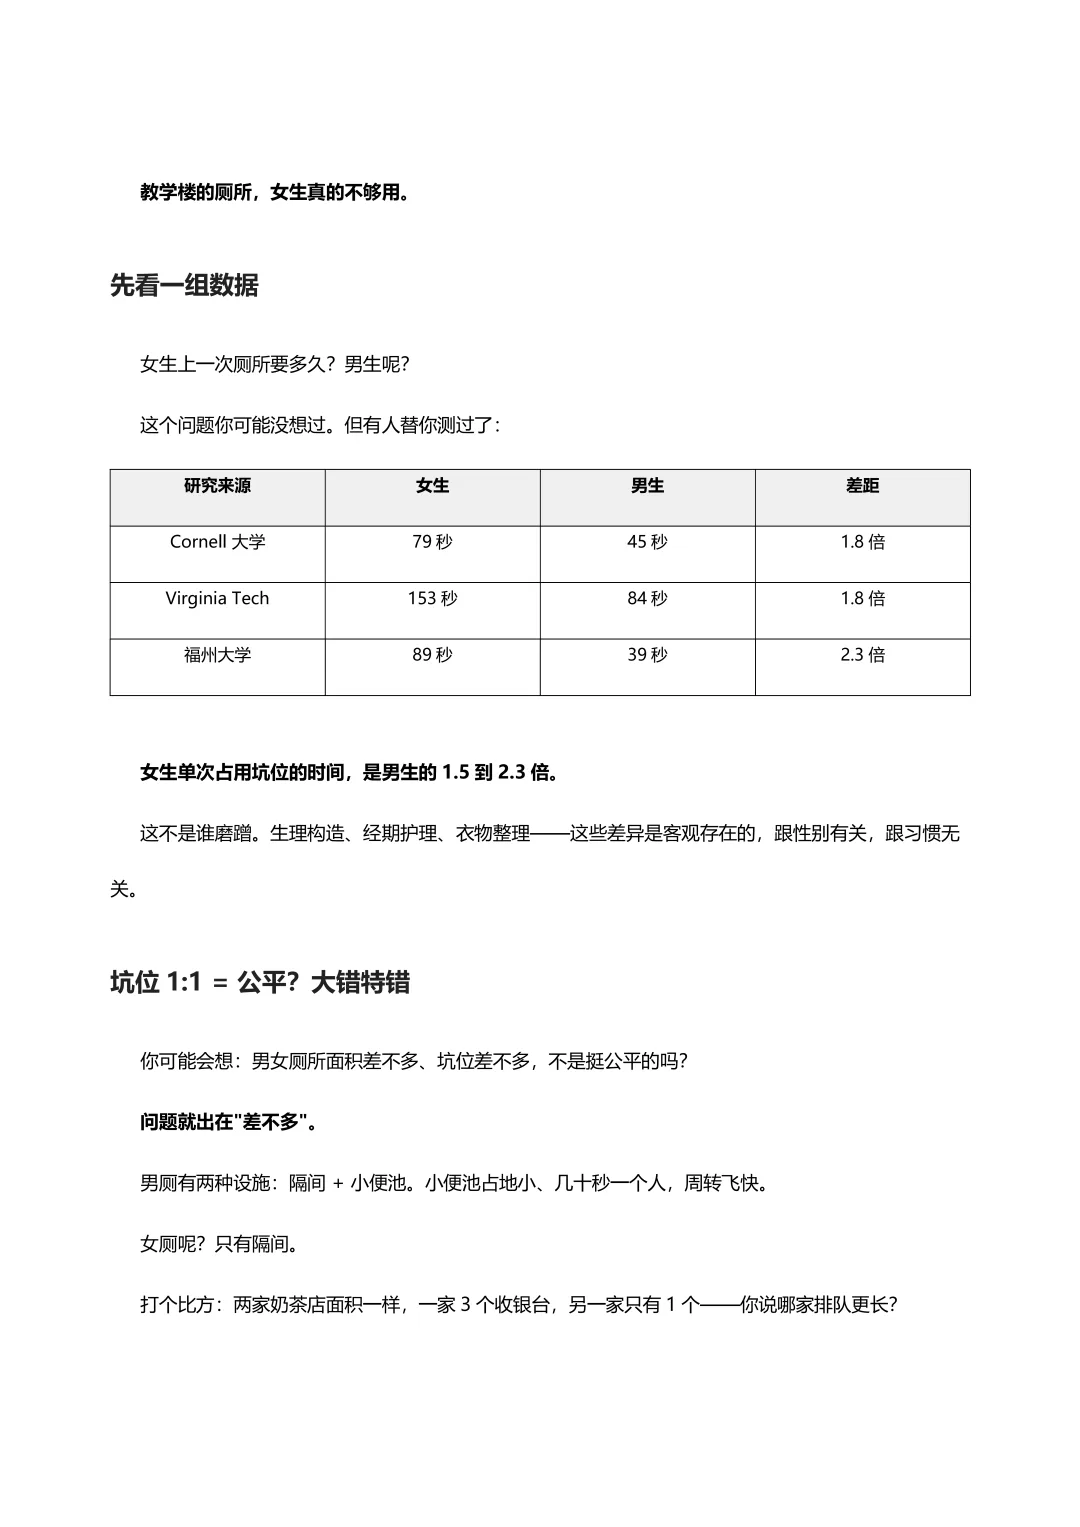 教学楼的厕所，女生真的不够用。
先看一组数据
女生上一次厕所要多久？男生呢？
这个问题你可能没想过。但有人替你测过了：
研究来源 女生 男生 差距
Cornell 大学 79 秒 45 秒 1.8 倍
Virginia Tech 153 秒 84 秒 1.8 倍
福州大学 89 秒 39 秒 2.3 倍
女生单次占用坑位的时间，是男生的 1.5 到 2.3 倍。
这不是谁磨蹭。生理构造、经期护理、衣物整理——这些差异是客观存在的，跟性别有关，跟习惯无
关。
坑位 1:1 = 公平？大错特错
你可能会想：男女厕所面积差不多、坑位差不多，不是挺公平的吗？
问题就出在"差不多"。
男厕有两种设施：隔间 + 小便池。小便池占地小、几十秒一个人，周转飞快。
女厕呢？只有隔间。
打个比方：两家奶茶店面积一样，一家 3 个收银台，另一家只有 1 个——你说哪家排队更长？